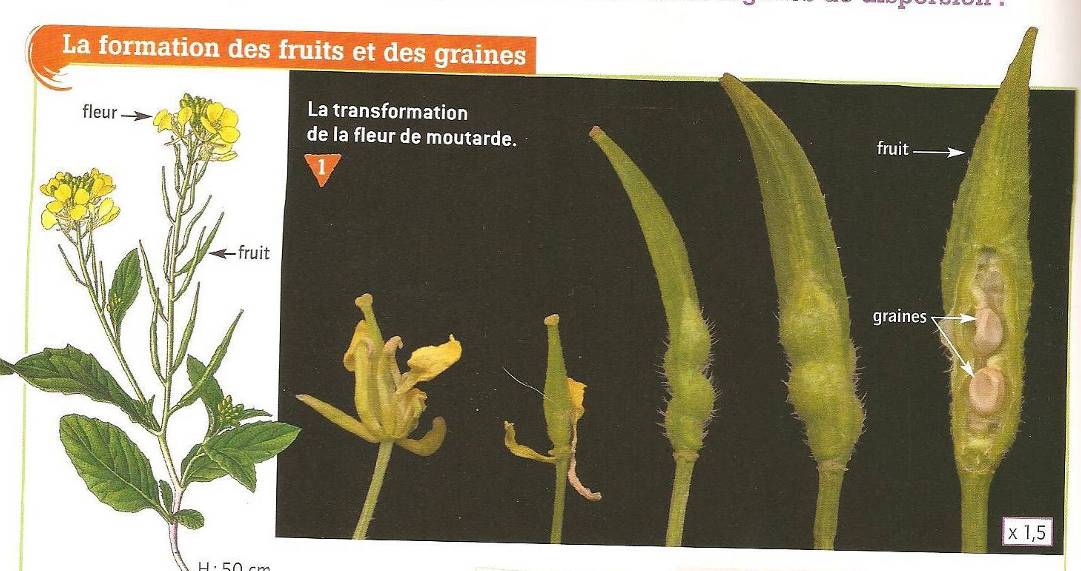 de dispersion ?
La formation des fruits et des graines
fleur
La transformation
de la fleur de moutarde.
1
fruit
fruit
graines
x 1,5
H : 50 cm